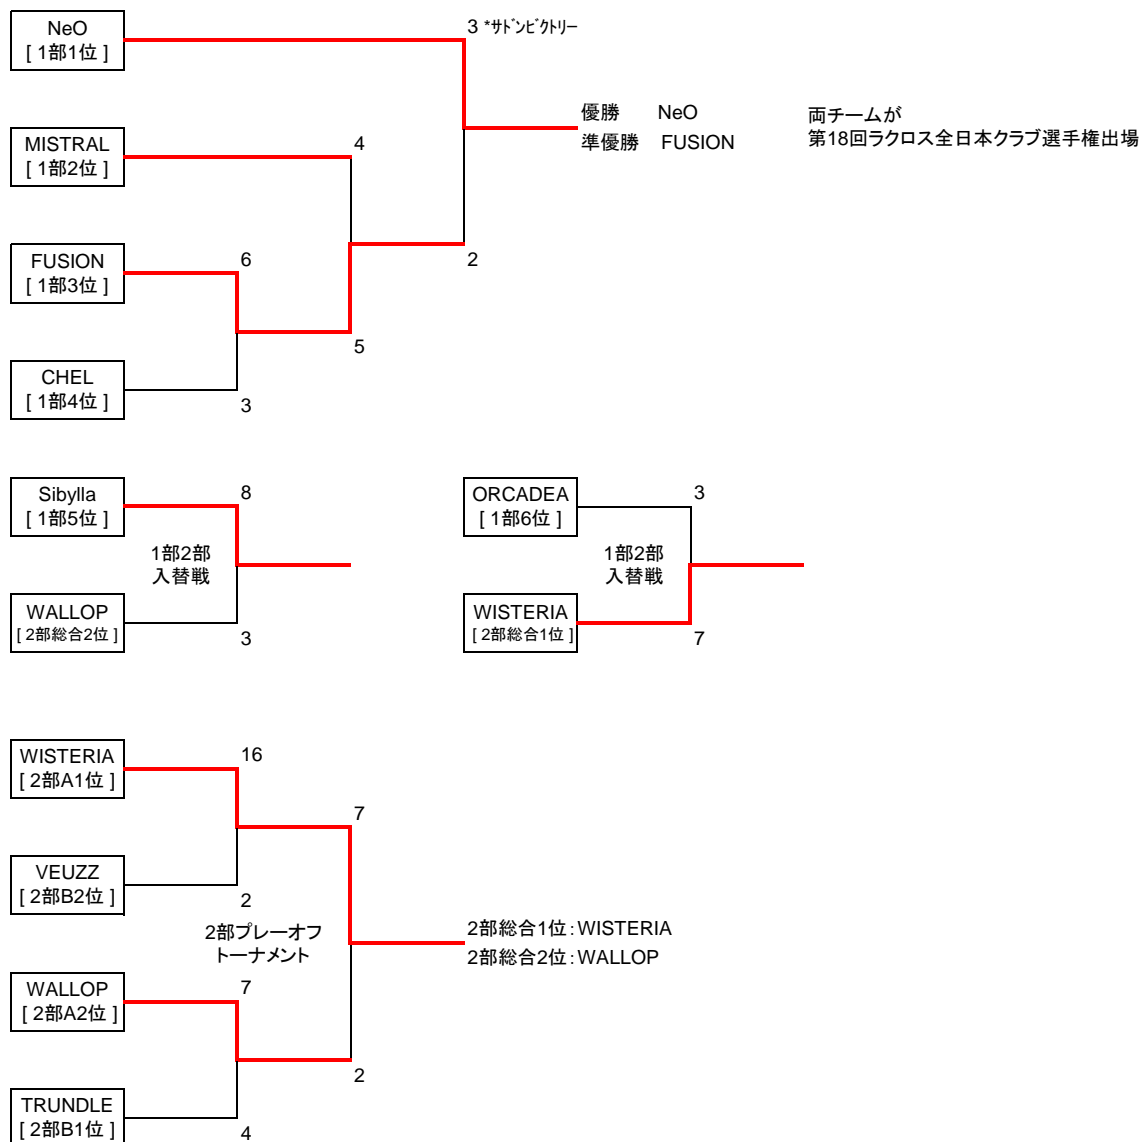 NeO
[ 1部1位 ]
3 *ｻﾄﾞﾝﾋﾞｸﾄﾘｰ
優勝 NeO
準優勝 FUSION
両チームが
第18回ラクロス全日本クラブ選手権出場
MISTRAL
[ 1部2位 ]
4
FUSION
[ 1部3位 ]
6
2
5
CHEL
[ 1部4位 ]
3
Sibylla
[ 1部5位 ]
8
1部2部
入替戦
WALLOP
[ 2部総合2位 ]
3
ORCADEA
[ 1部6位 ]
3
1部2部
入替戦
WISTERIA
[ 2部総合1位 ]
7
WISTERIA
[ 2部A1位 ]
16
7
VEUZZ
[ 2部B2位 ]
2
2部プレーオフ
トーナメント
2部総合1位：WISTERIA
2部総合2位：WALLOP
WALLOP
[ 2部A2位 ]
7
2
TRUNDLE
[ 2部B1位 ]
4